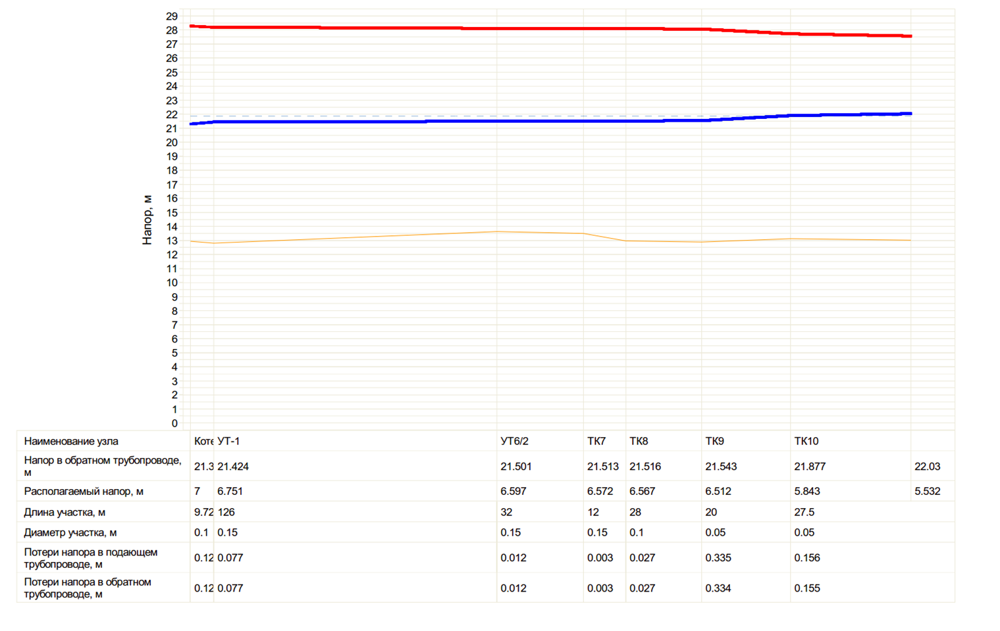 29
28
27
26
25
24
23
22
21
20
19
18
17
16
15
14
13
12
11
10
9
8
7
6
5
4
3
2
1
0
Напор, м
Наименование узла Коте УТ-1 УТ6/2 ТК7 ТК8 ТК9 ТК10
Напор в обратном трубопроводе,
м
21.3 21.424 21.501 21.513 21.516 21.543 21.877 22.03
Располагаемый напор, м 7 6.751 6.597 6.572 6.567 6.512 5.843 5.532
Длина участка, м 9.72 126 32 12 28 20 27.5
Диаметр участка, м 0.1 0.15 0.15 0.15 0.1 0.05 0.05
Потери напора в подающем
трубопроводе, м
0.12 0.077 0.012 0.003 0.027 0.335 0.156
Потери напора в обратном
трубопроводе, м
0.12 0.077 0.012 0.003 0.027 0.334 0.155